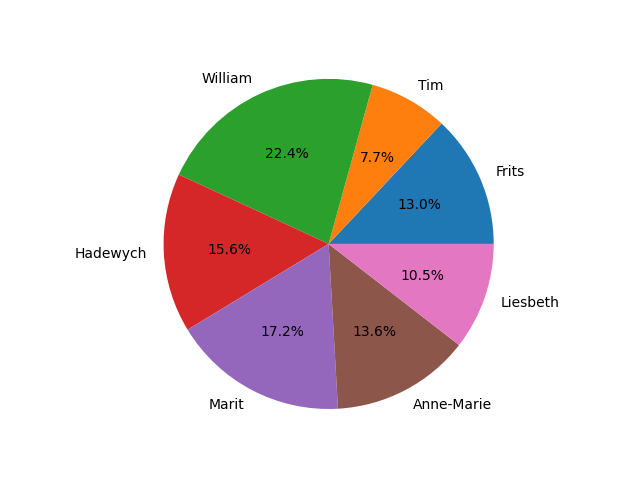 William
Tim
22.4%
7.7%
Frits
13.0%
Hadewych
15.6%
10.5%
Liesbeth
17.2%
13.6%
Marit
Anne-Marie